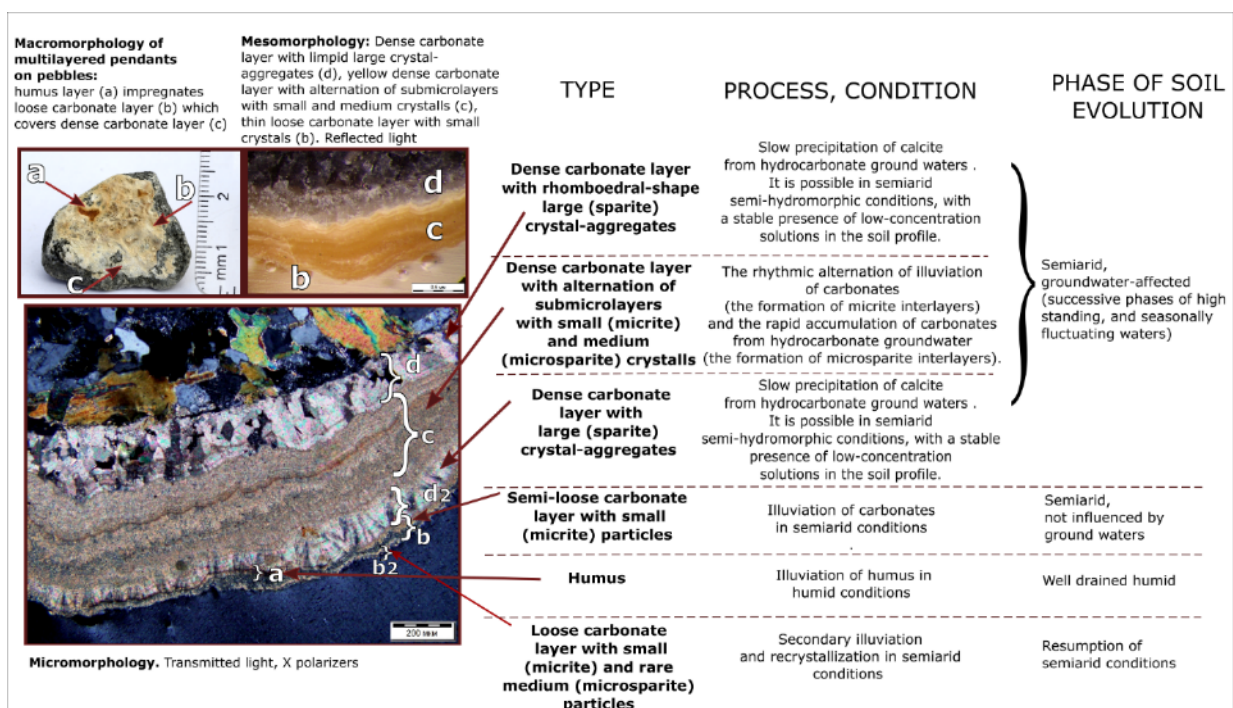 Macromorphology of
multilayered pendants
on pebbles:
humus layer (a) impregnates
loose carbonate layer (b) which
covers dense carbonate layer (c)
Mesomorphology: Dense carbonate
layer with limpid large crystal-
aggregates (d), yellow dense carbonate
layer with alternation of submicrolayers
with small and medium crystalls (c),
thin loose carbonate layer with small
crystals (b). Reflected light
a
b
c
2
1
mm
d
c
b
d
c
d2
b
b2
a
200 мкм
Micromorphology. Transmitted light, X polarizers
TYPE
PROCESS, CONDITION
PHASE OF SOIL
EVOLUTION
Dense carbonate layer
with rhomboedral-shape
large (sparite)
crystal-aggregates
Slow precipitation of calcite
from hydrocarbonate ground waters .
It is possible in semiarid
semi-hydromorphic conditions, with
a stable presence of low-concentration
solutions in the soil profile.
Dense carbonate layer
with alternation of
submicrolayers
with small (micrite)
and medium
(microsparite) crystalls
The rhythmic alternation of illuviation
of carbonates
(the formation of micrite interlayers)
and the rapid accumulation of carbonates
from hydrocarbonate groundwater
(the formation of microsparite interlayers).
Semiarid,
groundwater-affected
(successive phases of high
standing, and seasonally
fluctuating waters)
Dense carbonate
layer with
large (sparite)
crystal-aggregates
Slow precipitation of calcite
from hydrocarbonate ground waters .
It is possible in semiarid
semi-hydromorphic conditions, with a stable
presence of low-concentration
solutions in the soil profile.
Semi-loose carbonate
layer with small
(micrite) particles
Illuviation of carbonates
in semiarid conditions
.
Semiarid,
not influenced by
ground waters
Humus
Illuviation of humus in
humid conditions
Well drained humid
Loose carbonate
layer with small
(micrite) and rare
medium (microsparite)
particles
Secondary illuviation
and recrystallization in semiarid
conditions
Resumption of
semiarid conditions